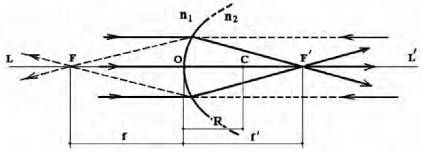 n₁ n₂
L F O C F′ L′
R
f f′